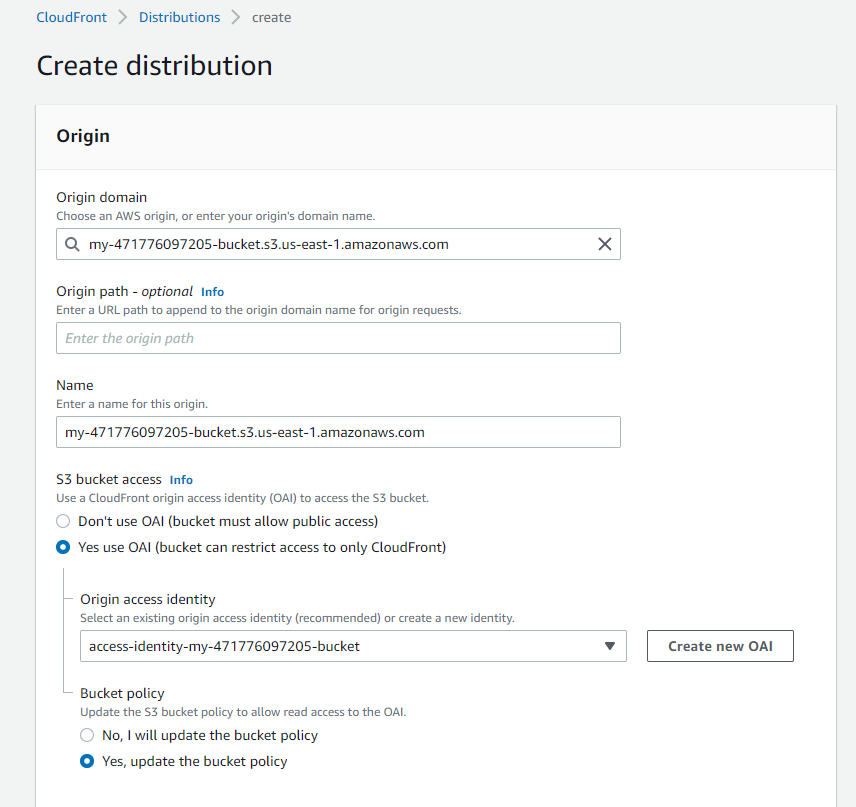 CloudFront > Distributions > create
Create distribution
Origin
Origin domain
Choose an AWS origin, or enter your origin's domain name.
my-471776097205-bucket.s3.us-east-1.amazonaws.com
Origin path - optional Info
Enter a URL path to append to the origin domain name for origin requests.
Enter the origin path
Name
Enter a name for this origin.
my-471776097205-bucket.s3.us-east-1.amazonaws.com
S3 bucket access Info
Use a CloudFront origin access identity (OAI) to access the S3 bucket.
Don't use OAI (bucket must allow public access)
Yes use OAI (bucket can restrict access to only CloudFront)
Origin access identity
Select an existing origin access identity (recommended) or create a new identity.
access-identity-my-471776097205-bucket
Create new OAI
Bucket policy
Update the S3 bucket policy to allow read access to the OAI.
No, I will update the bucket policy
Yes, update the bucket policy